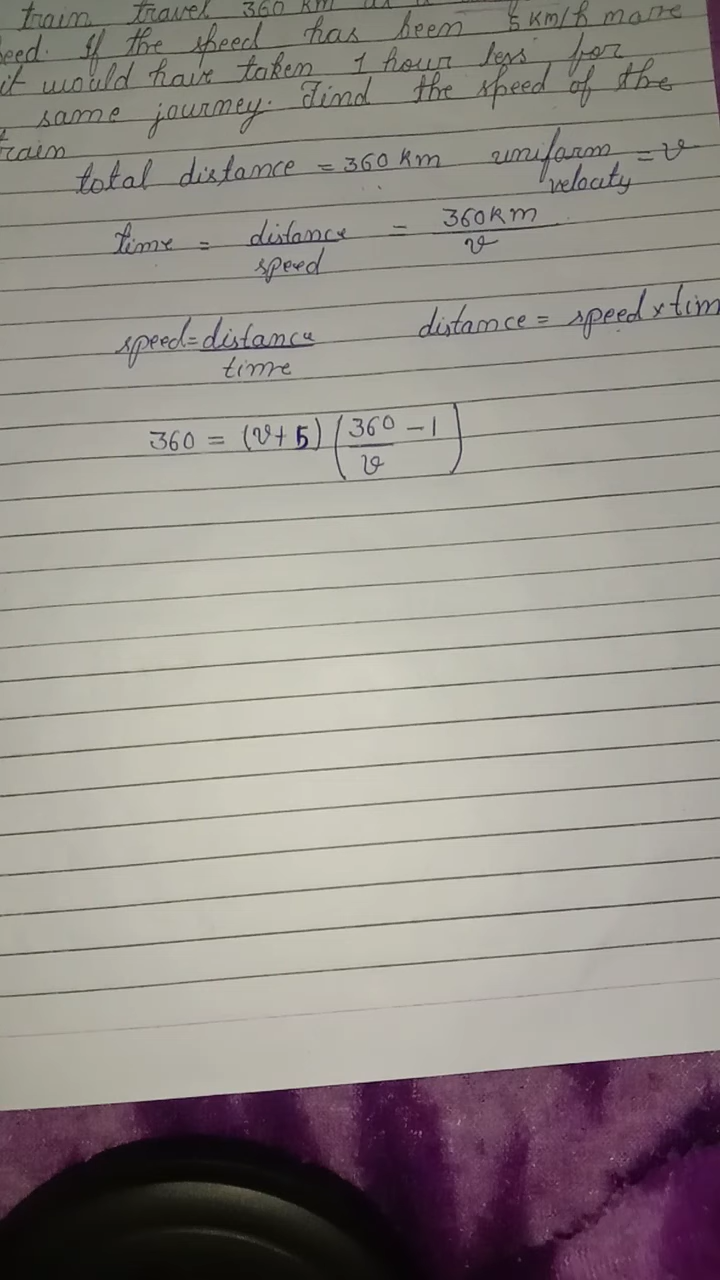 train travel 360 km
eed. If the speed has been 5 km/h more
it would have taken 1 hour less for
same journey. Find the speed of the
rain
total distance = 360 km uniform velocity = v
time = distance/speed = 360km/v
speed = distance/time distance = speed x tim
360 = (v+5) (360/v - 1)